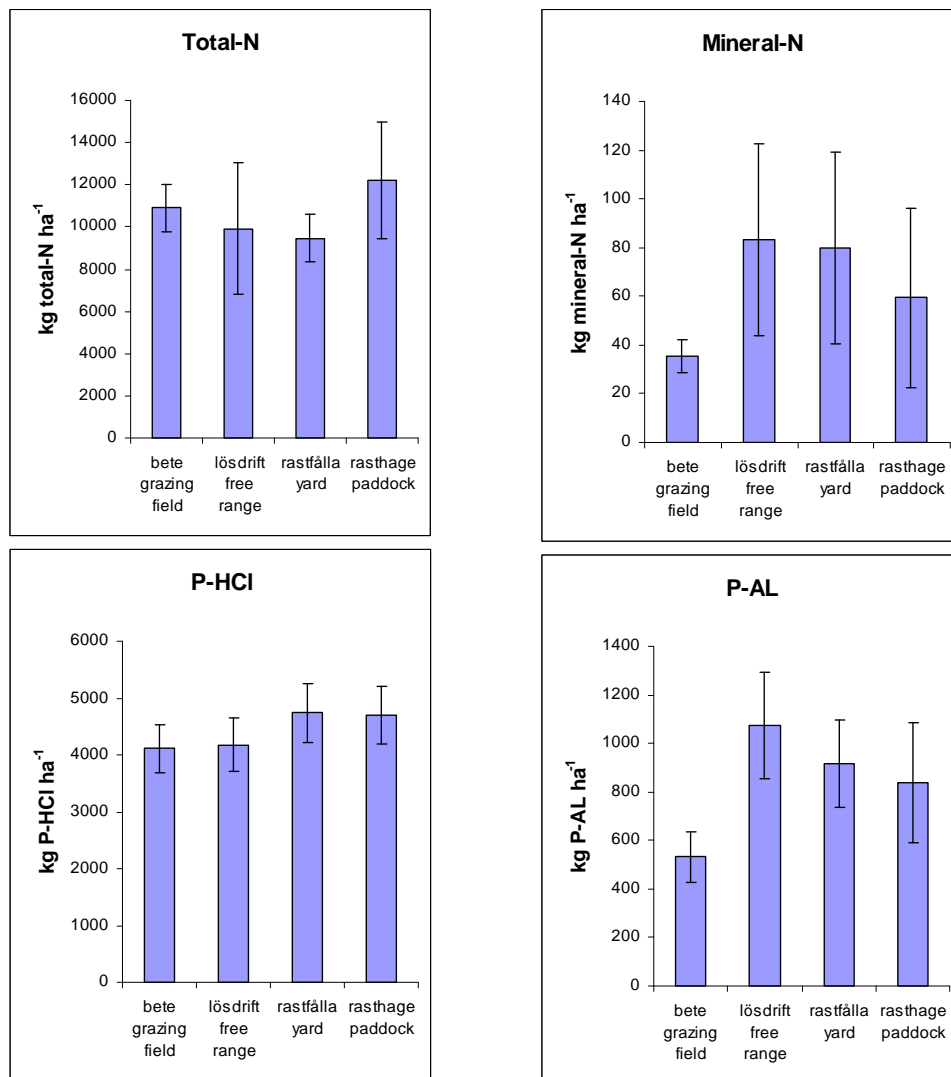 Total-N
kg total-N ha⁻¹
16000
14000
12000
10000
8000
6000
4000
2000
0
bete lösdrift rastfålla rasthage
grazing free yard paddock
field range
Mineral-N
kg mineral-N ha⁻¹
140
120
100
80
60
40
20
0
bete lösdrift rastfålla rasthage
grazing free yard paddock
field range
P-HCl
kg P-HCl ha⁻¹
6000
5000
4000
3000
2000
1000
0
bete lösdrift rastfålla rasthage
grazing free yard paddock
field range
P-AL
kg P-AL ha⁻¹
1400
1200
1000
800
600
400
200
0
bete lösdrift rastfålla rasthage
grazing free yard paddock
field range